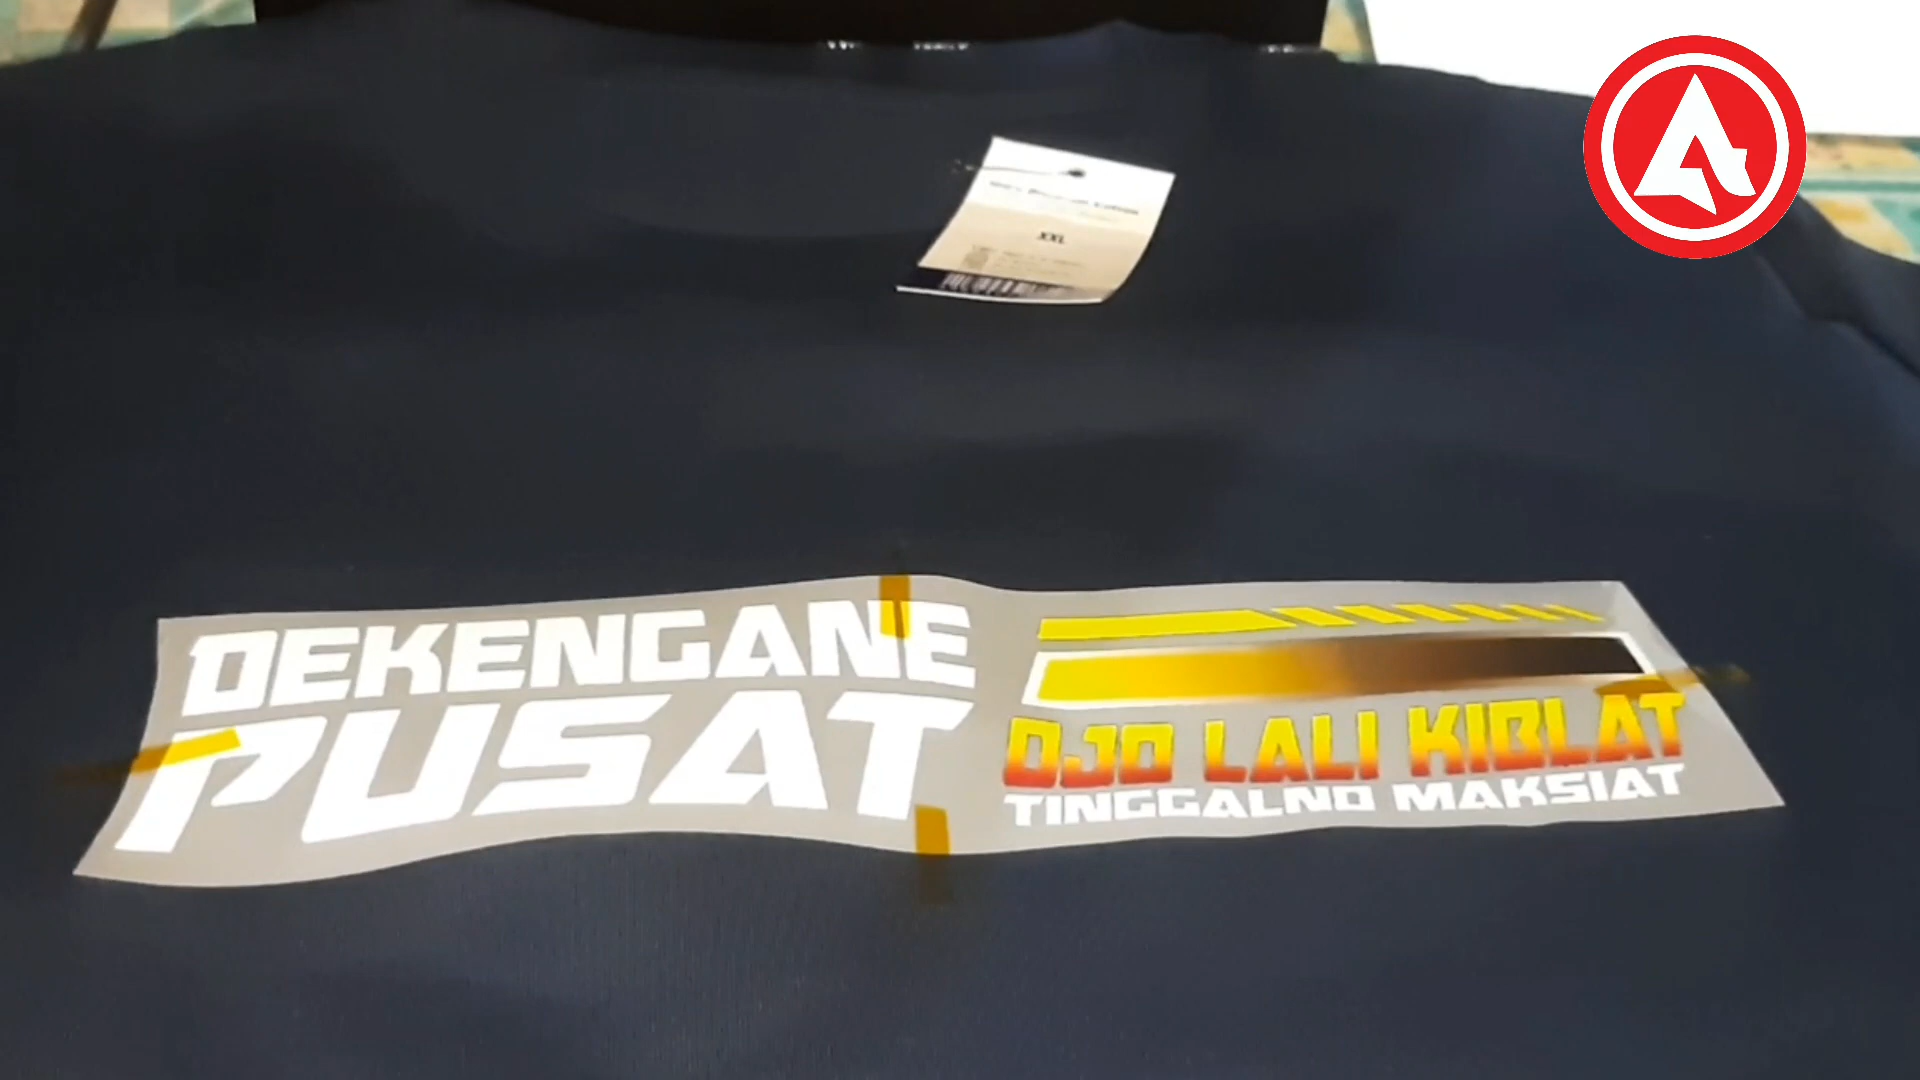 XXL
DEKENGANE
PUSAT
OJO LALI KIBLAT
TINGGALNO MAKSIAT